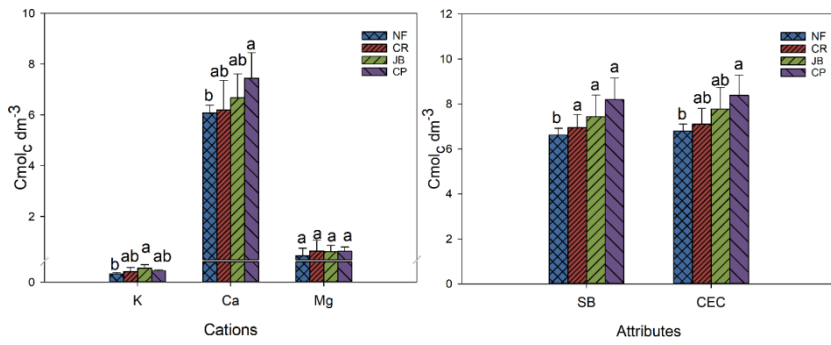 10
8
6
4
2
0
Cmolc dm-3
NF
CR
JB
CP
b
ab
a
ab
b
ab
ab
a
a
a
a
a
K
Ca
Mg
Cations
12
10
8
6
4
2
0
Cmolc dm-3
NF
CR
JB
CP
b
a
a
a
b
ab
ab
a
SB
CEC
Attributes